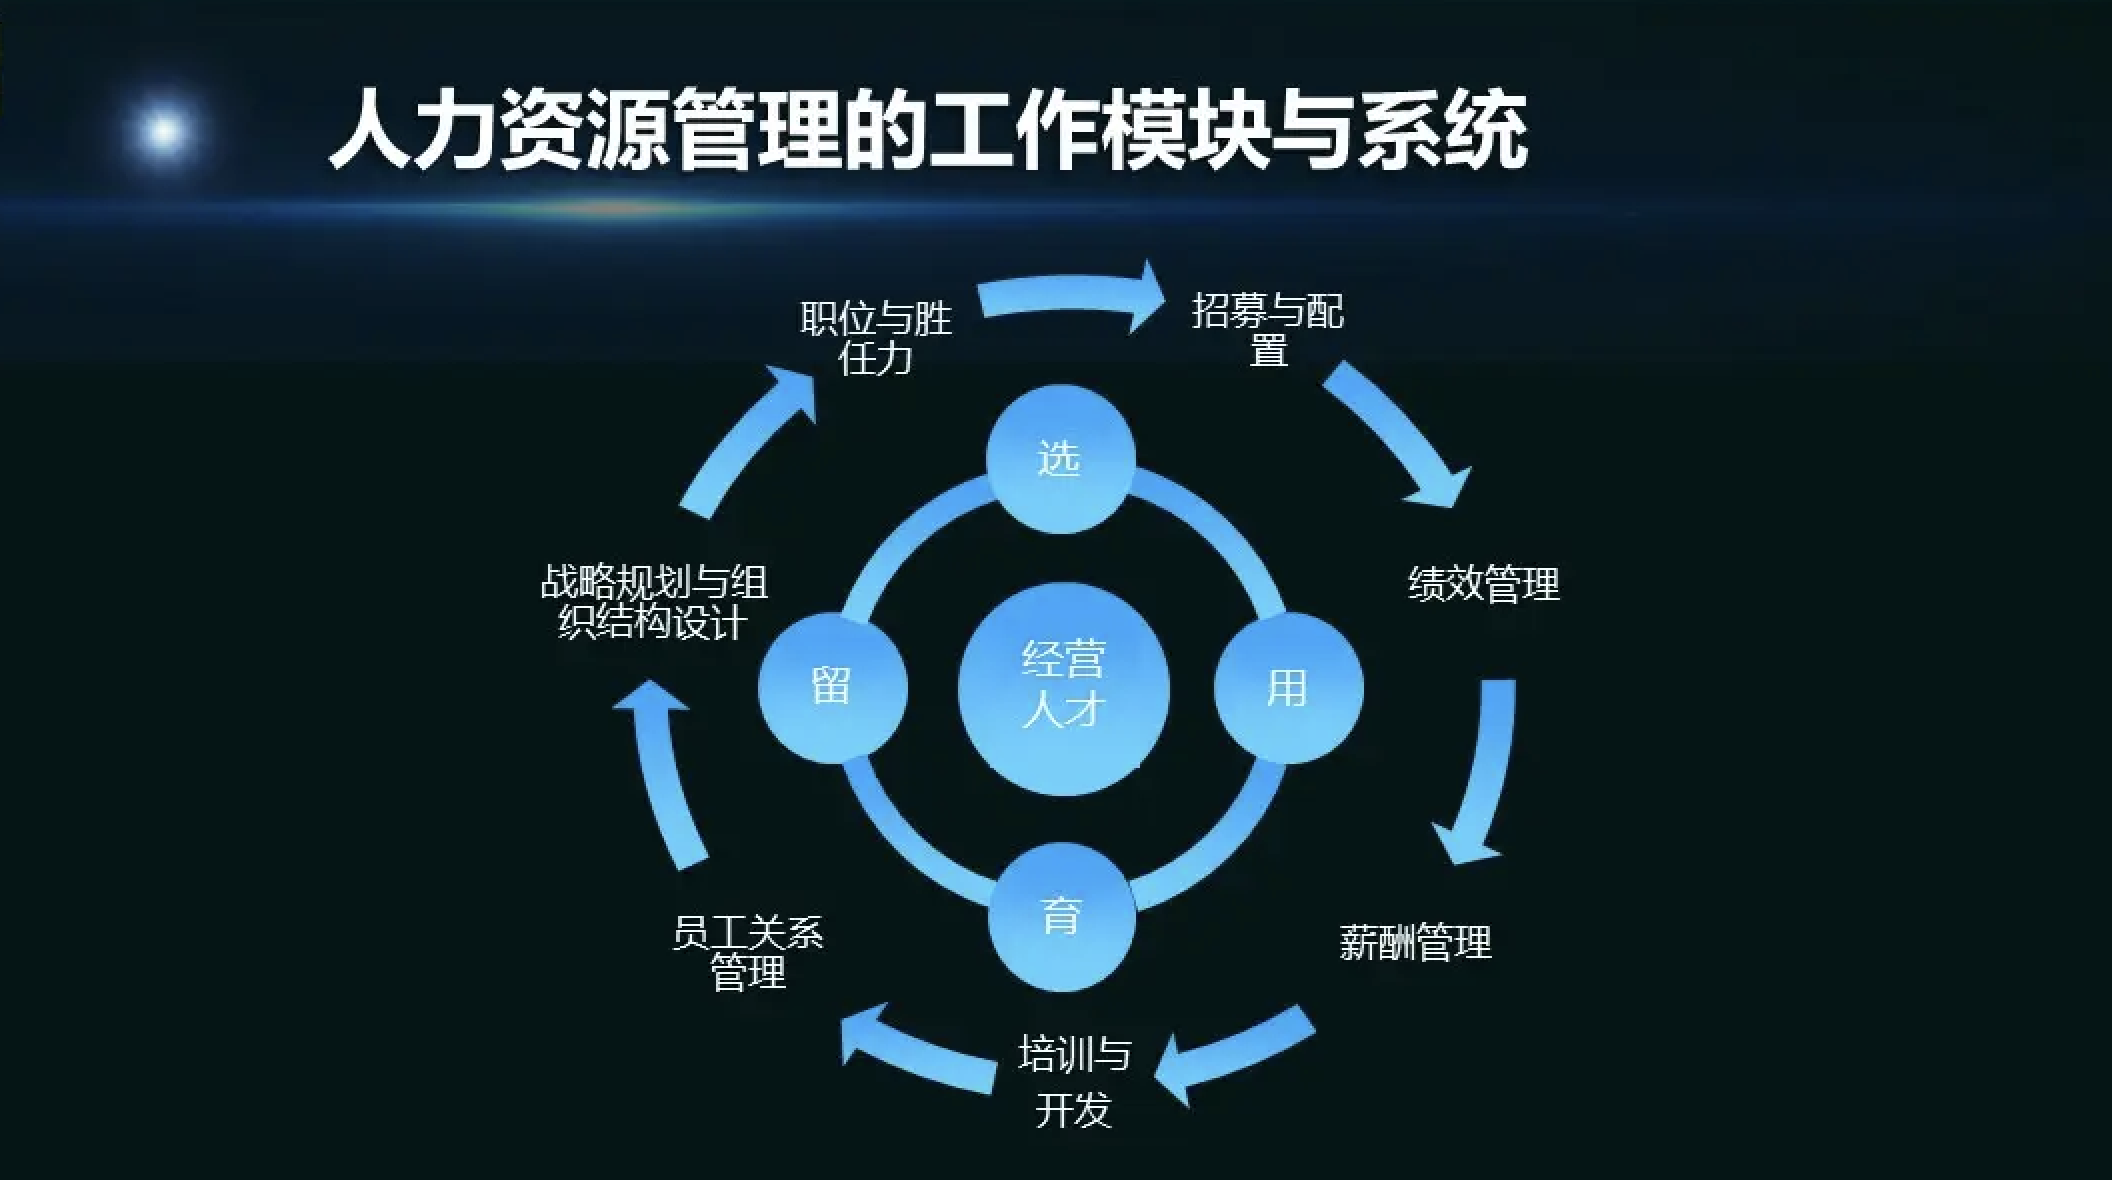 人力资源管理的工作模块与系统
职位与胜
任力
招募与配
置
选
战略规划与组
织结构设计
绩效管理
留
经营
人才
用
育
员工关系
管理
薪酬管理
培训与
开发